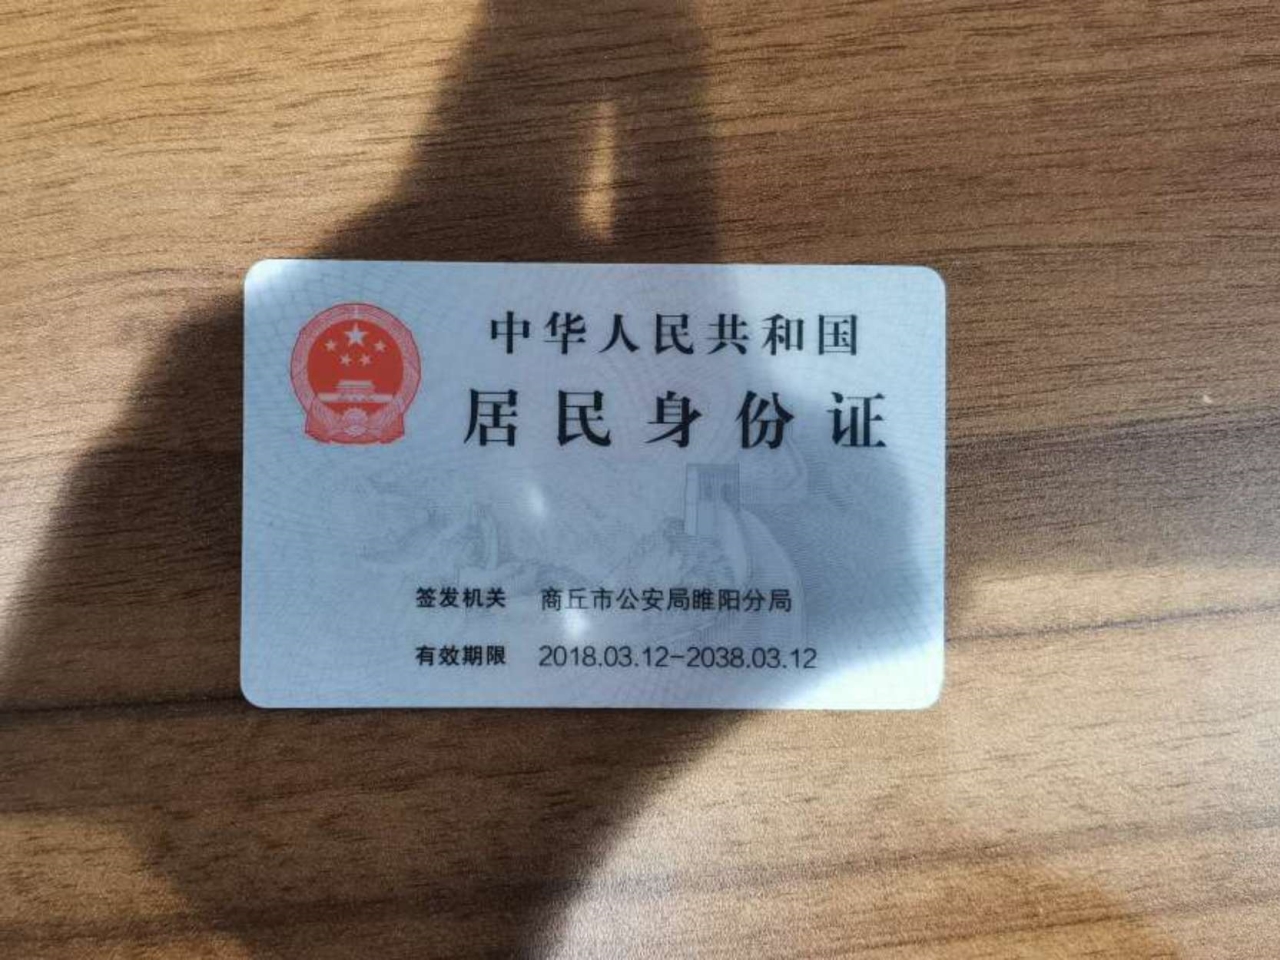 中华人民共和国
居民身份证
签发机关 商丘市公安局睢阳分局
有效期限 2018.03.12-2038.03.12